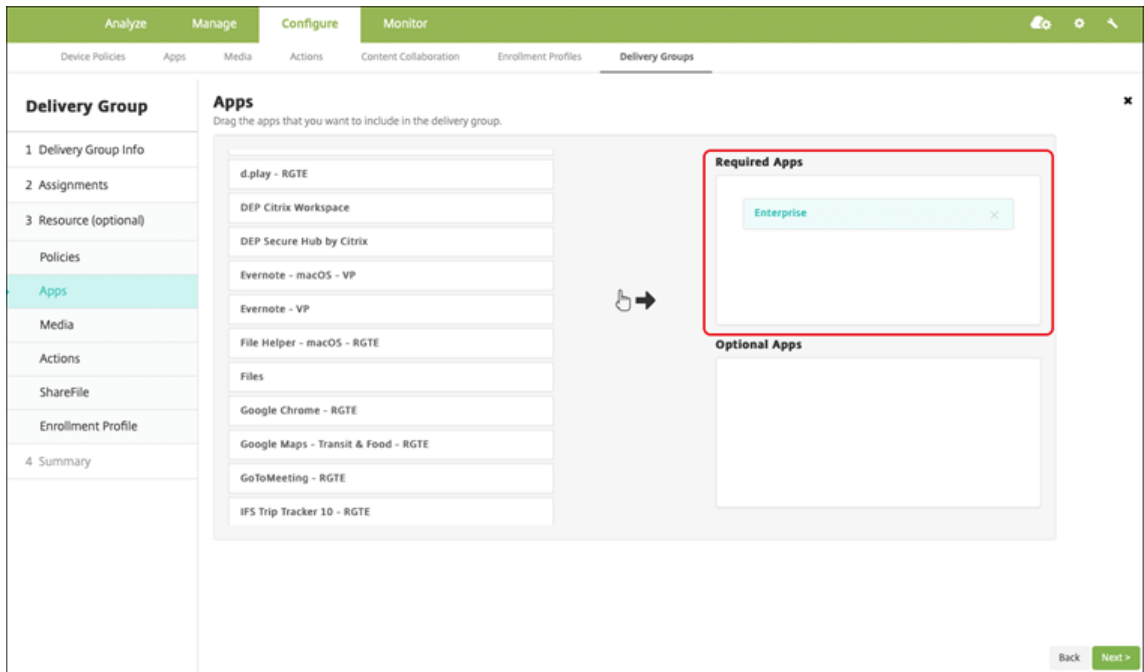 Analyze Manage Configure Monitor
Device Policies Apps Media Actions Content Collaboration Enrollment Profiles Delivery Groups
Delivery Group
1 Delivery Group Info
2 Assignments
3 Resource (optional)
Policies
Apps
Media
Actions
ShareFile
Enrollment Profile
4 Summary
Apps
Drag the apps that you want to include in the delivery group.
d.play - RGTE
DEP Citrix Workspace
DEP Secure Hub by Citrix
Evernote - macOS - VP
Evernote - VP
File Helper - macOS - RGTE
Files
Google Chrome - RGTE
Google Maps - Transit & Food - RGTE
GoToMeeting - RGTE
IFS Trip Tracker 10 - RGTE
Required Apps
Enterprise
Optional Apps
Back Next >